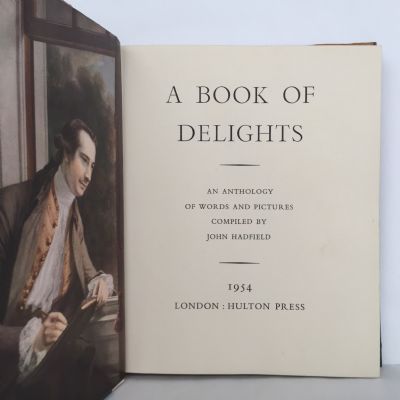 A BOOK OF
DELIGHTS
AN ANTHOLOGY
OF WORDS AND PICTURES
COMPILED BY
JOHN HADFIELD
1954
LONDON : HULTON PRESS